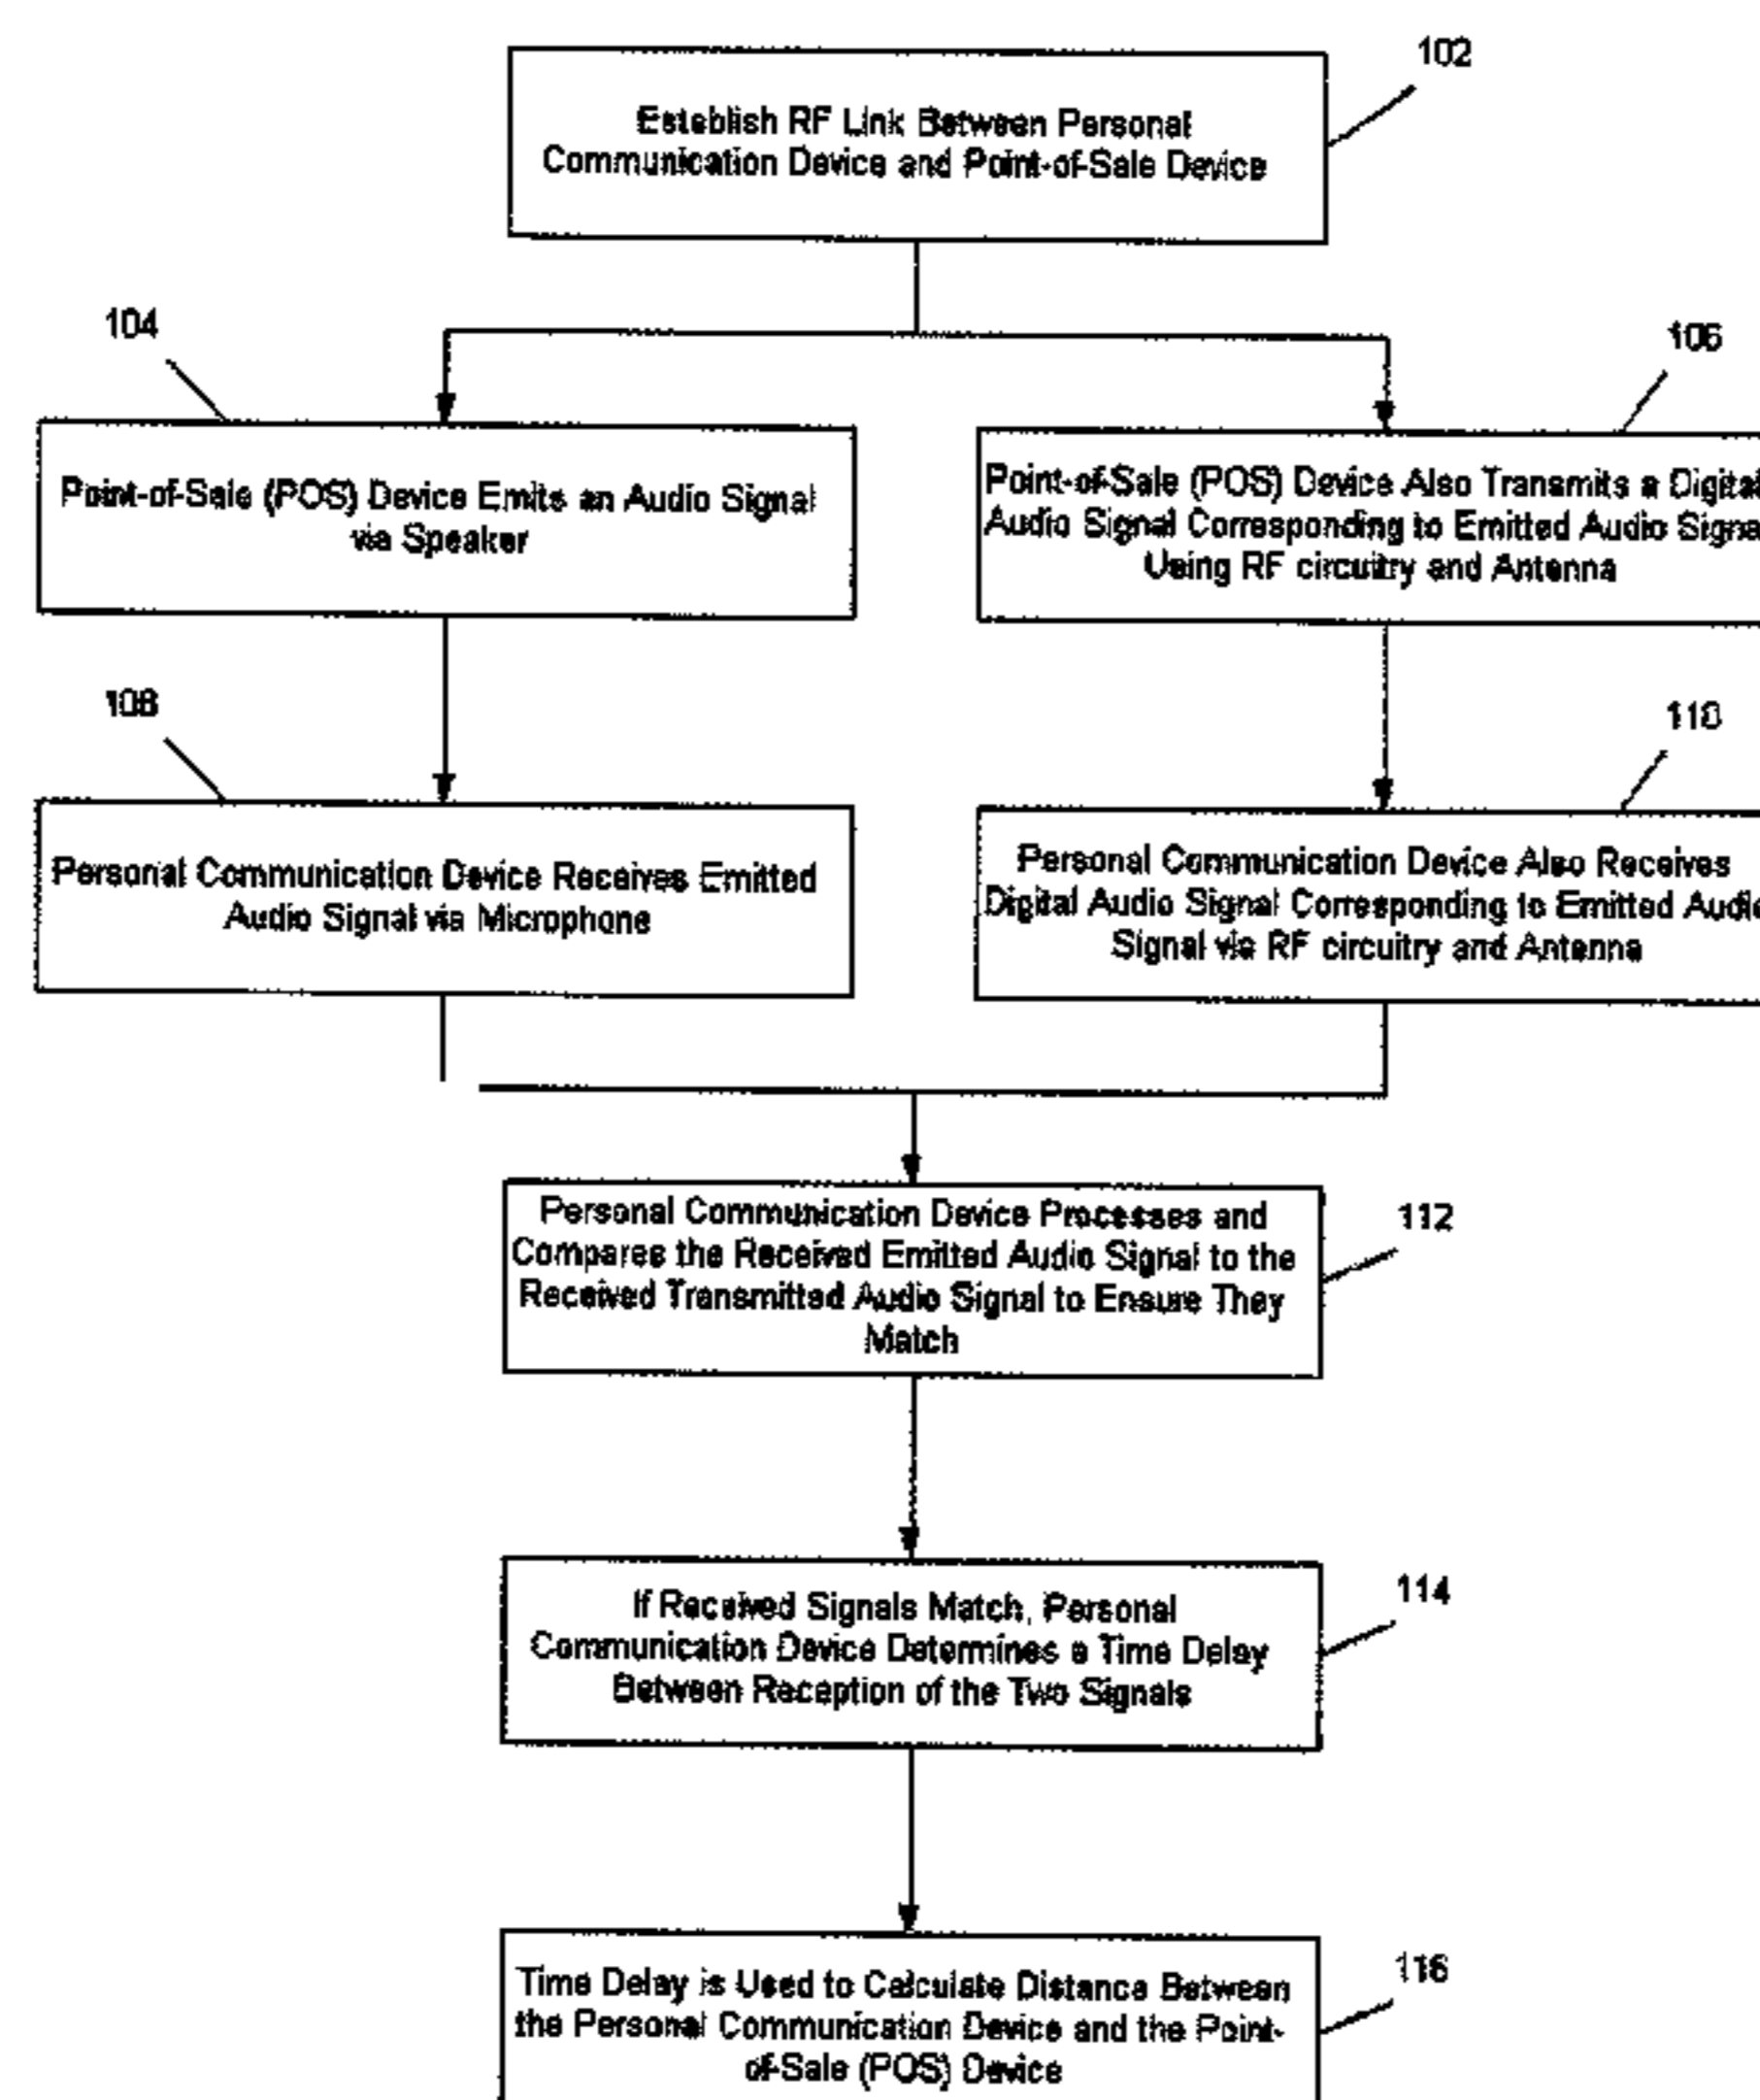 102
Establish RF Link Between Personal
Communication Device and Point-of-Sale Device
104
106
Point-of-Sale (POS) Device Emits an Audio Signal
via Speaker
Point-of-Sale (POS) Device Also Transmits a Digital
Audio Signal Corresponding to Emitted Audio Signal
Using RF circuitry and Antenna
108
110
Personal Communication Device Receives Emitted
Audio Signal via Microphone
Personal Communication Device Also Receives
Digital Audio Signal Corresponding to Emitted Audio
Signal via RF circuitry and Antenna
Personal Communication Device Processes and
Compares the Received Emitted Audio Signal to the
Received Transmitted Audio Signal to Ensure They
Match
112
If Received Signals Match, Personal
Communication Device Determines a Time Delay
Between Reception of the Two Signals
114
Time Delay is Used to Calculate Distance Between
the Personal Communication Device and the Point-
of-Sale (POS) Device
116